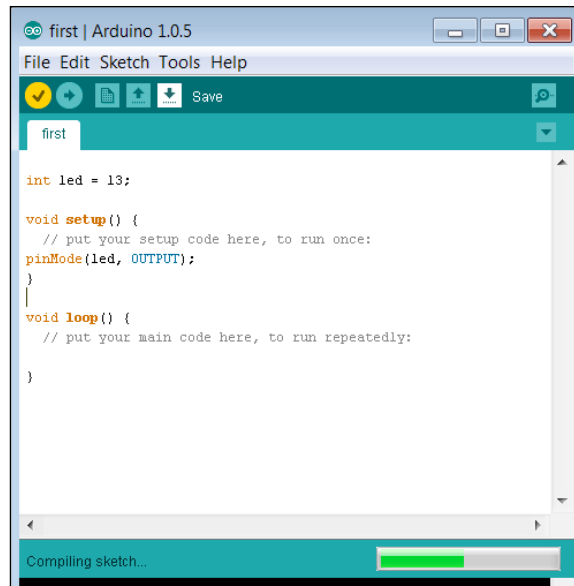 first | Arduino 1.0.5
File Edit Sketch Tools Help
Save
first
int led = 13;
void setup() {
// put your setup code here, to run once:
pinMode(led, OUTPUT);
}
void loop() {
// put your main code here, to run repeatedly:
}
Compiling sketch...